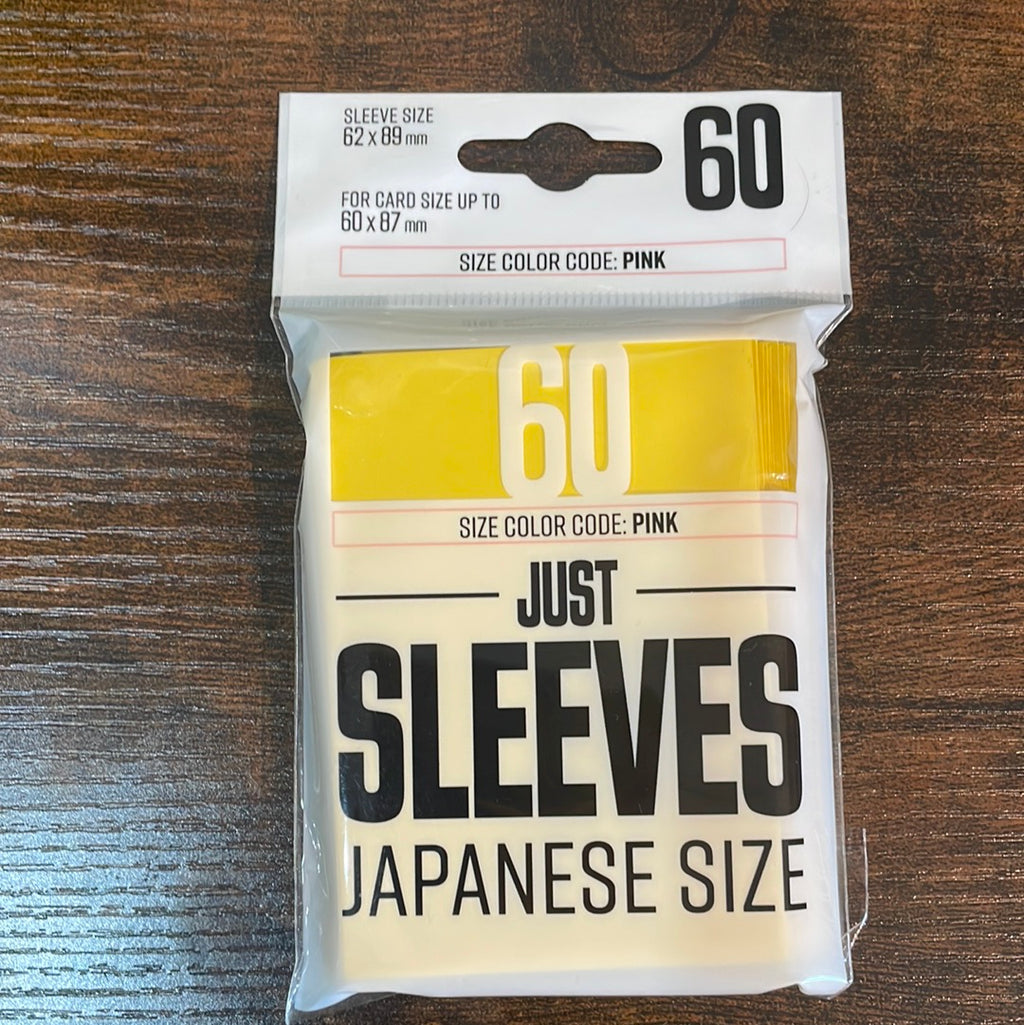 SLEEVE SIZE
62 x 89 mm
60
FOR CARD SIZE UP TO
60 x 87 mm
SIZE COLOR CODE: PINK
60
SIZE COLOR CODE: PINK
JUST
SLEEVES
JAPANESE SIZE